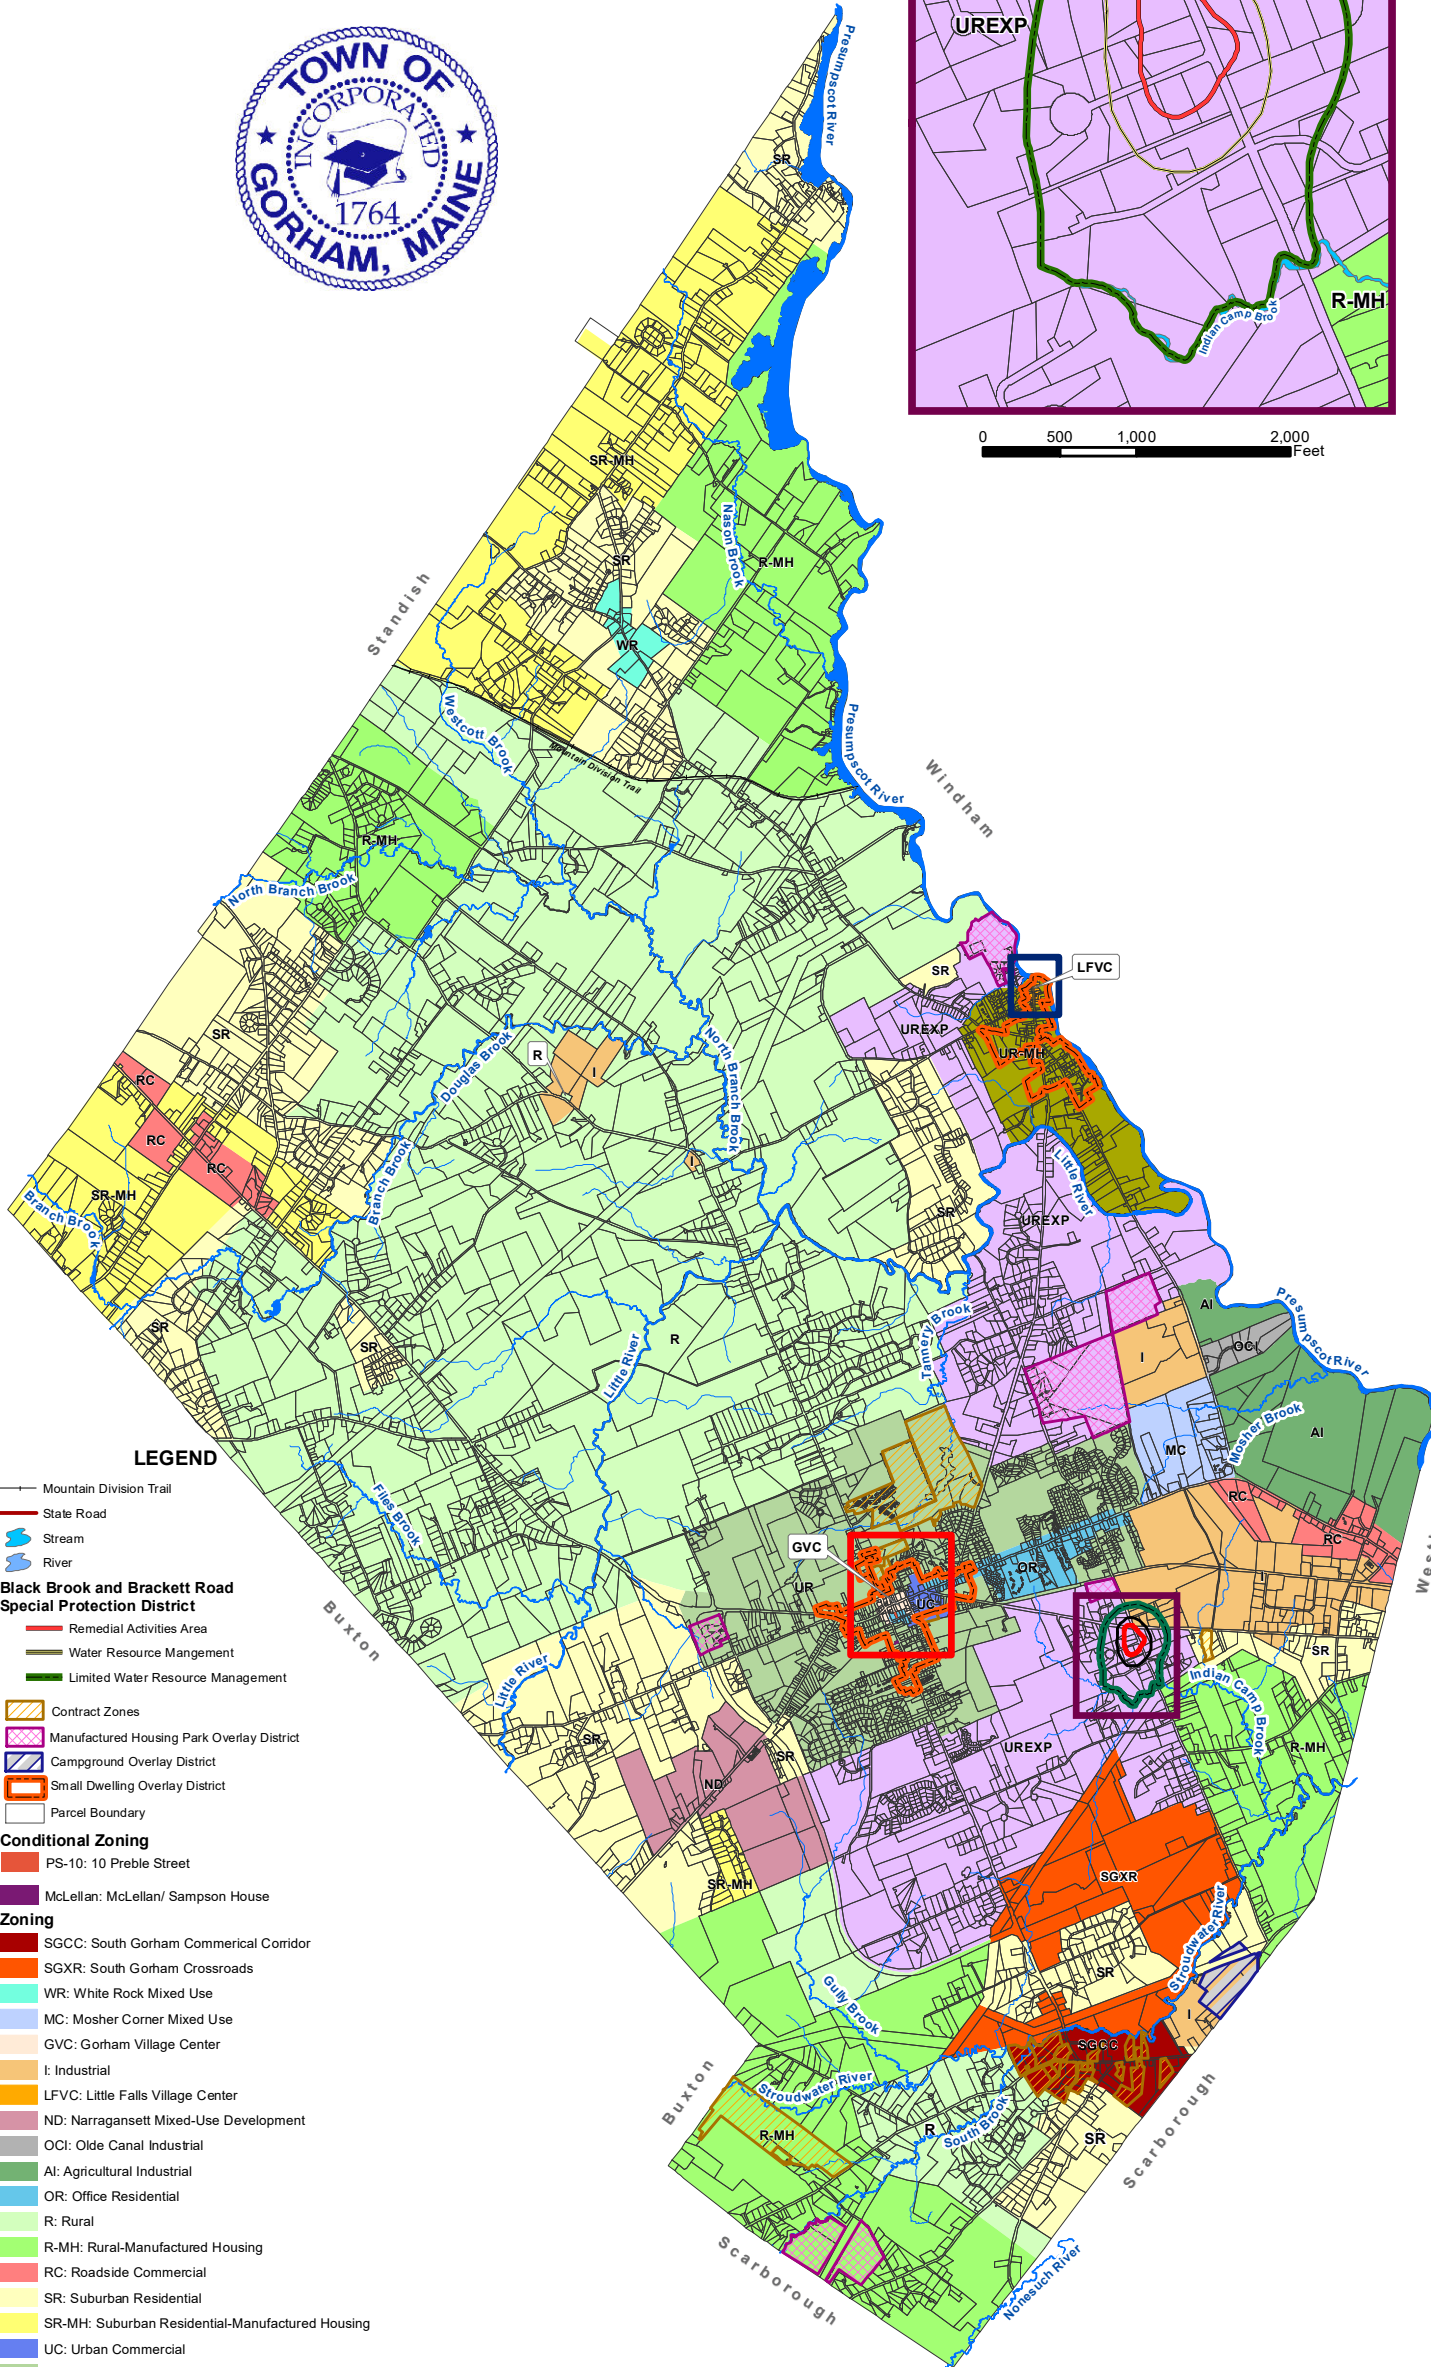 TOWN OF
INCORPORATED
1764
GORHAM, MAINE
UREXP
R-MH
Indian Camp Brook
0 500 1,000 2,000
Feet
Presumpscot River
SR
SR-MH
Nason Brook
R-MH
SR
Standish
WR
Westcott Brook
Mountain Division Trail
Presumpscot River
Windham
R-MH
North Branch Brook
SR
LFVC
SR
UREXP
UR-MH
R
I
Douglas Brook
North Branch Brook
RC
RC
RC
I
SR-MH
Branch Brook
Branch Brook
Little River
SR
UREXP
AI
Presumpscot River
OCI
SR
SR
R
Little River
Tannery Brook
I
AI
Mosher Brook
MC
Files Brook
RC
RC
GVC
UR
OR
UC
I
West
Buxton
SR
Indian Camp Brook
Little River
SR
SR
UREXP
R-MH
ND
SR-MH
SGXR
Stroudwater River
SR
I
Gully Brook
SGCC
Buxton
Stroudwater River
R-MH
R
South Brook
SR
Scarborough
Scarborough
Nonesuch River
LEGEND
Mountain Division Trail
State Road
Stream
River
Black Brook and Brackett Road
Special Protection District
Remedial Activities Area
Water Resource Mangement
Limited Water Resource Management
Contract Zones
Manufactured Housing Park Overlay District
Campground Overlay District
Small Dwelling Overlay District
Parcel Boundary
Conditional Zoning
PS-10: 10 Preble Street
McLellan: McLellan/ Sampson House
Zoning
SGCC: South Gorham Commerical Corridor
SGXR: South Gorham Crossroads
WR: White Rock Mixed Use
MC: Mosher Corner Mixed Use
GVC: Gorham Village Center
I: Industrial
LFVC: Little Falls Village Center
ND: Narragansett Mixed-Use Development
OCI: Olde Canal Industrial
AI: Agricultural Industrial
OR: Office Residential
R: Rural
R-MH: Rural-Manufactured Housing
RC: Roadside Commercial
SR: Suburban Residential
SR-MH: Suburban Residential-Manufactured Housing
UC: Urban Commercial